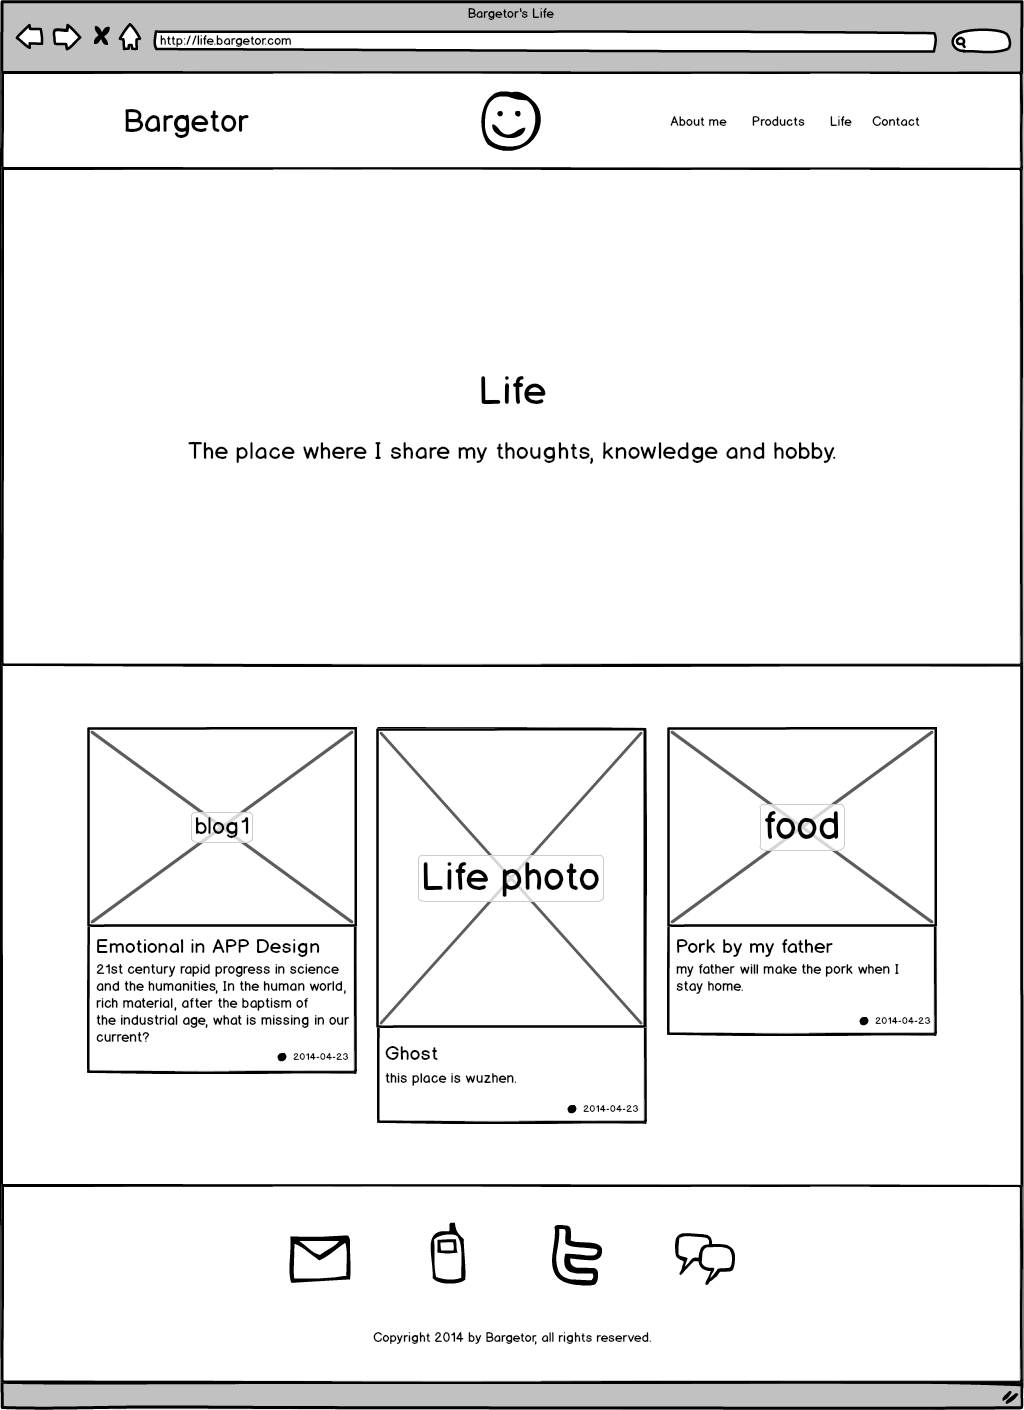 Bargetor's Life
http://life.bargetor.com
Bargetor
About me Products Life Contact
Life
The place where I share my thoughts, knowledge and hobby.
blog1
Emotional in APP Design
21st century rapid progress in science
and the humanities, In the human world,
rich material, after the baptism of
the industrial age, what is missing in our
current?
2014-04-23
Life photo
Ghost
this place is wuzhen.
2014-04-23
food
Pork by my father
my father will make the pork when I
stay home.
2014-04-23
Copyright 2014 by Bargetor, all rights reserved.